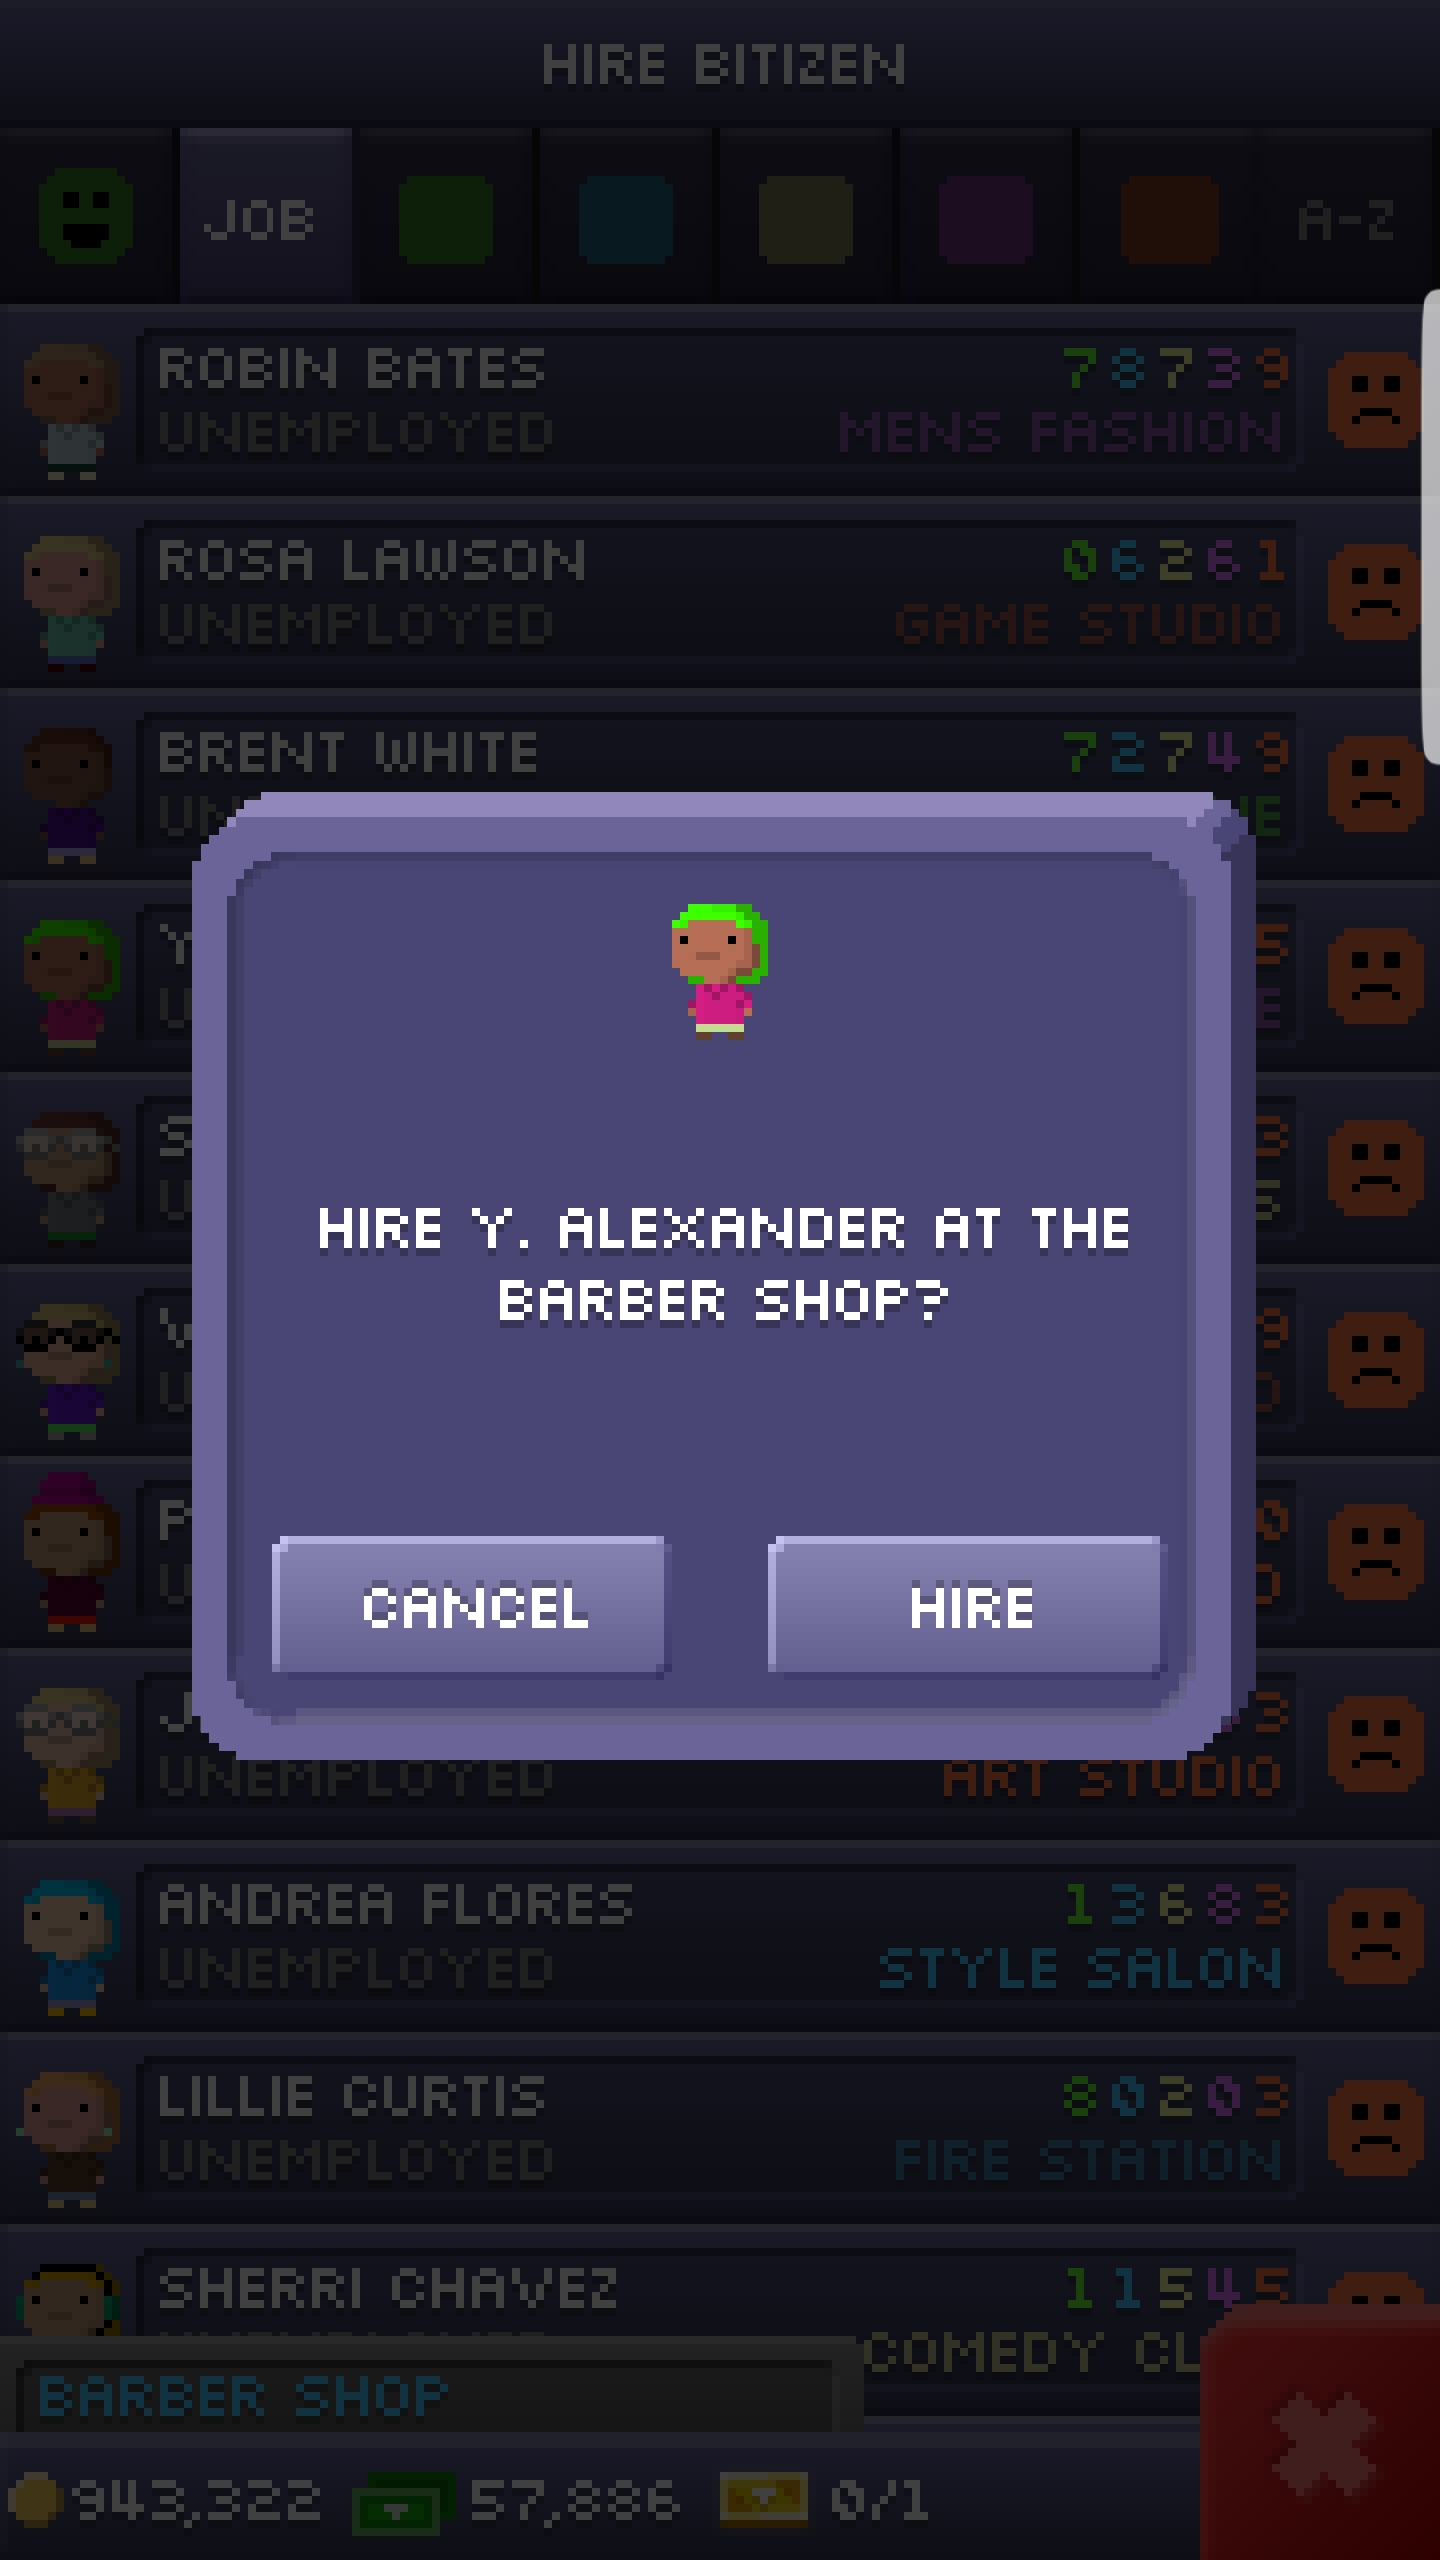 HIRE BITIZEN
JOB
A-Z
ROBIN BATES 78739
UNEMPLOYED MENS FASHION
ROSA LAWSON 06261
UNEMPLOYED GAME STUDIO
BRENT WHITE 72749
HIRE Y. ALEXANDER AT THE
BARBER SHOP?
CANCEL HIRE
UNEMPLOYED ART STUDIO
ANDREA FLORES 13683
UNEMPLOYED STYLE SALON
LILLIE CURTIS 80203
UNEMPLOYED FIRE STATION
SHERRI CHAVEZ 11545
COMEDY CL
BARBER SHOP
943,322 57,886 0/1